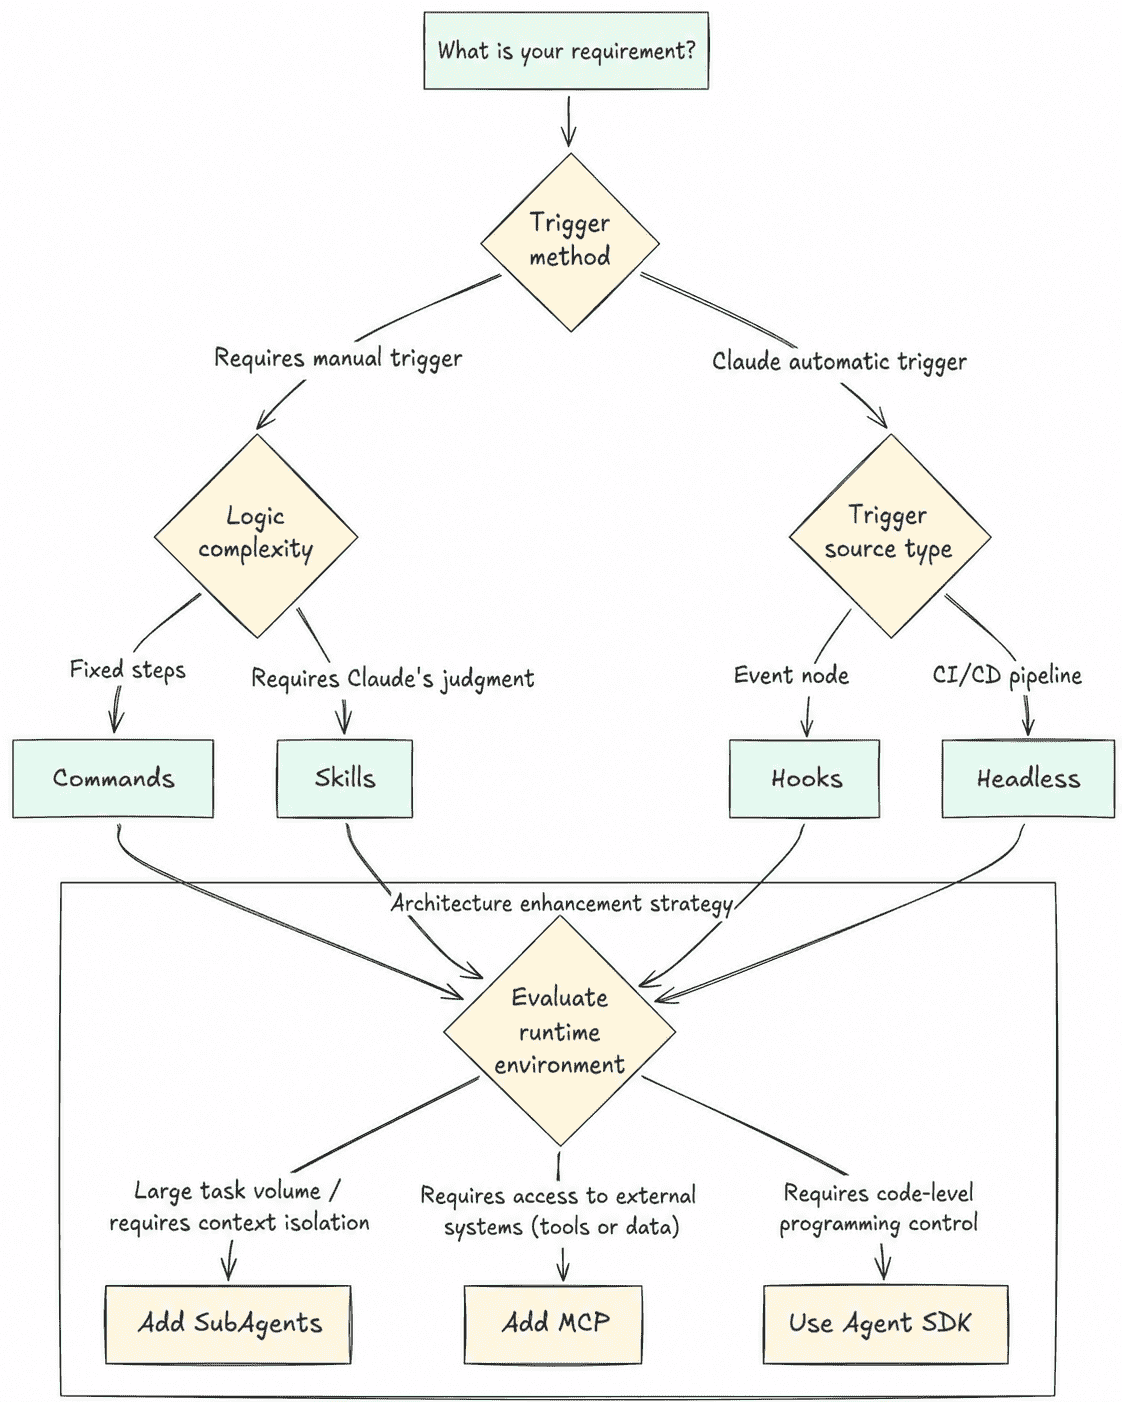 What is your requirement?
Trigger
method
Requires manual trigger
Claude automatic trigger
Logic
complexity
Trigger
source type
Fixed steps
Requires Claude's judgment
Event node
CI/CD pipeline
Commands
Skills
Hooks
Headless
Architecture enhancement strategy
Evaluate
runtime
environment
Large task volume /
requires context isolation
Requires access to external
systems (tools or data)
Requires code-level
programming control
Add SubAgents
Add MCP
Use Agent SDK